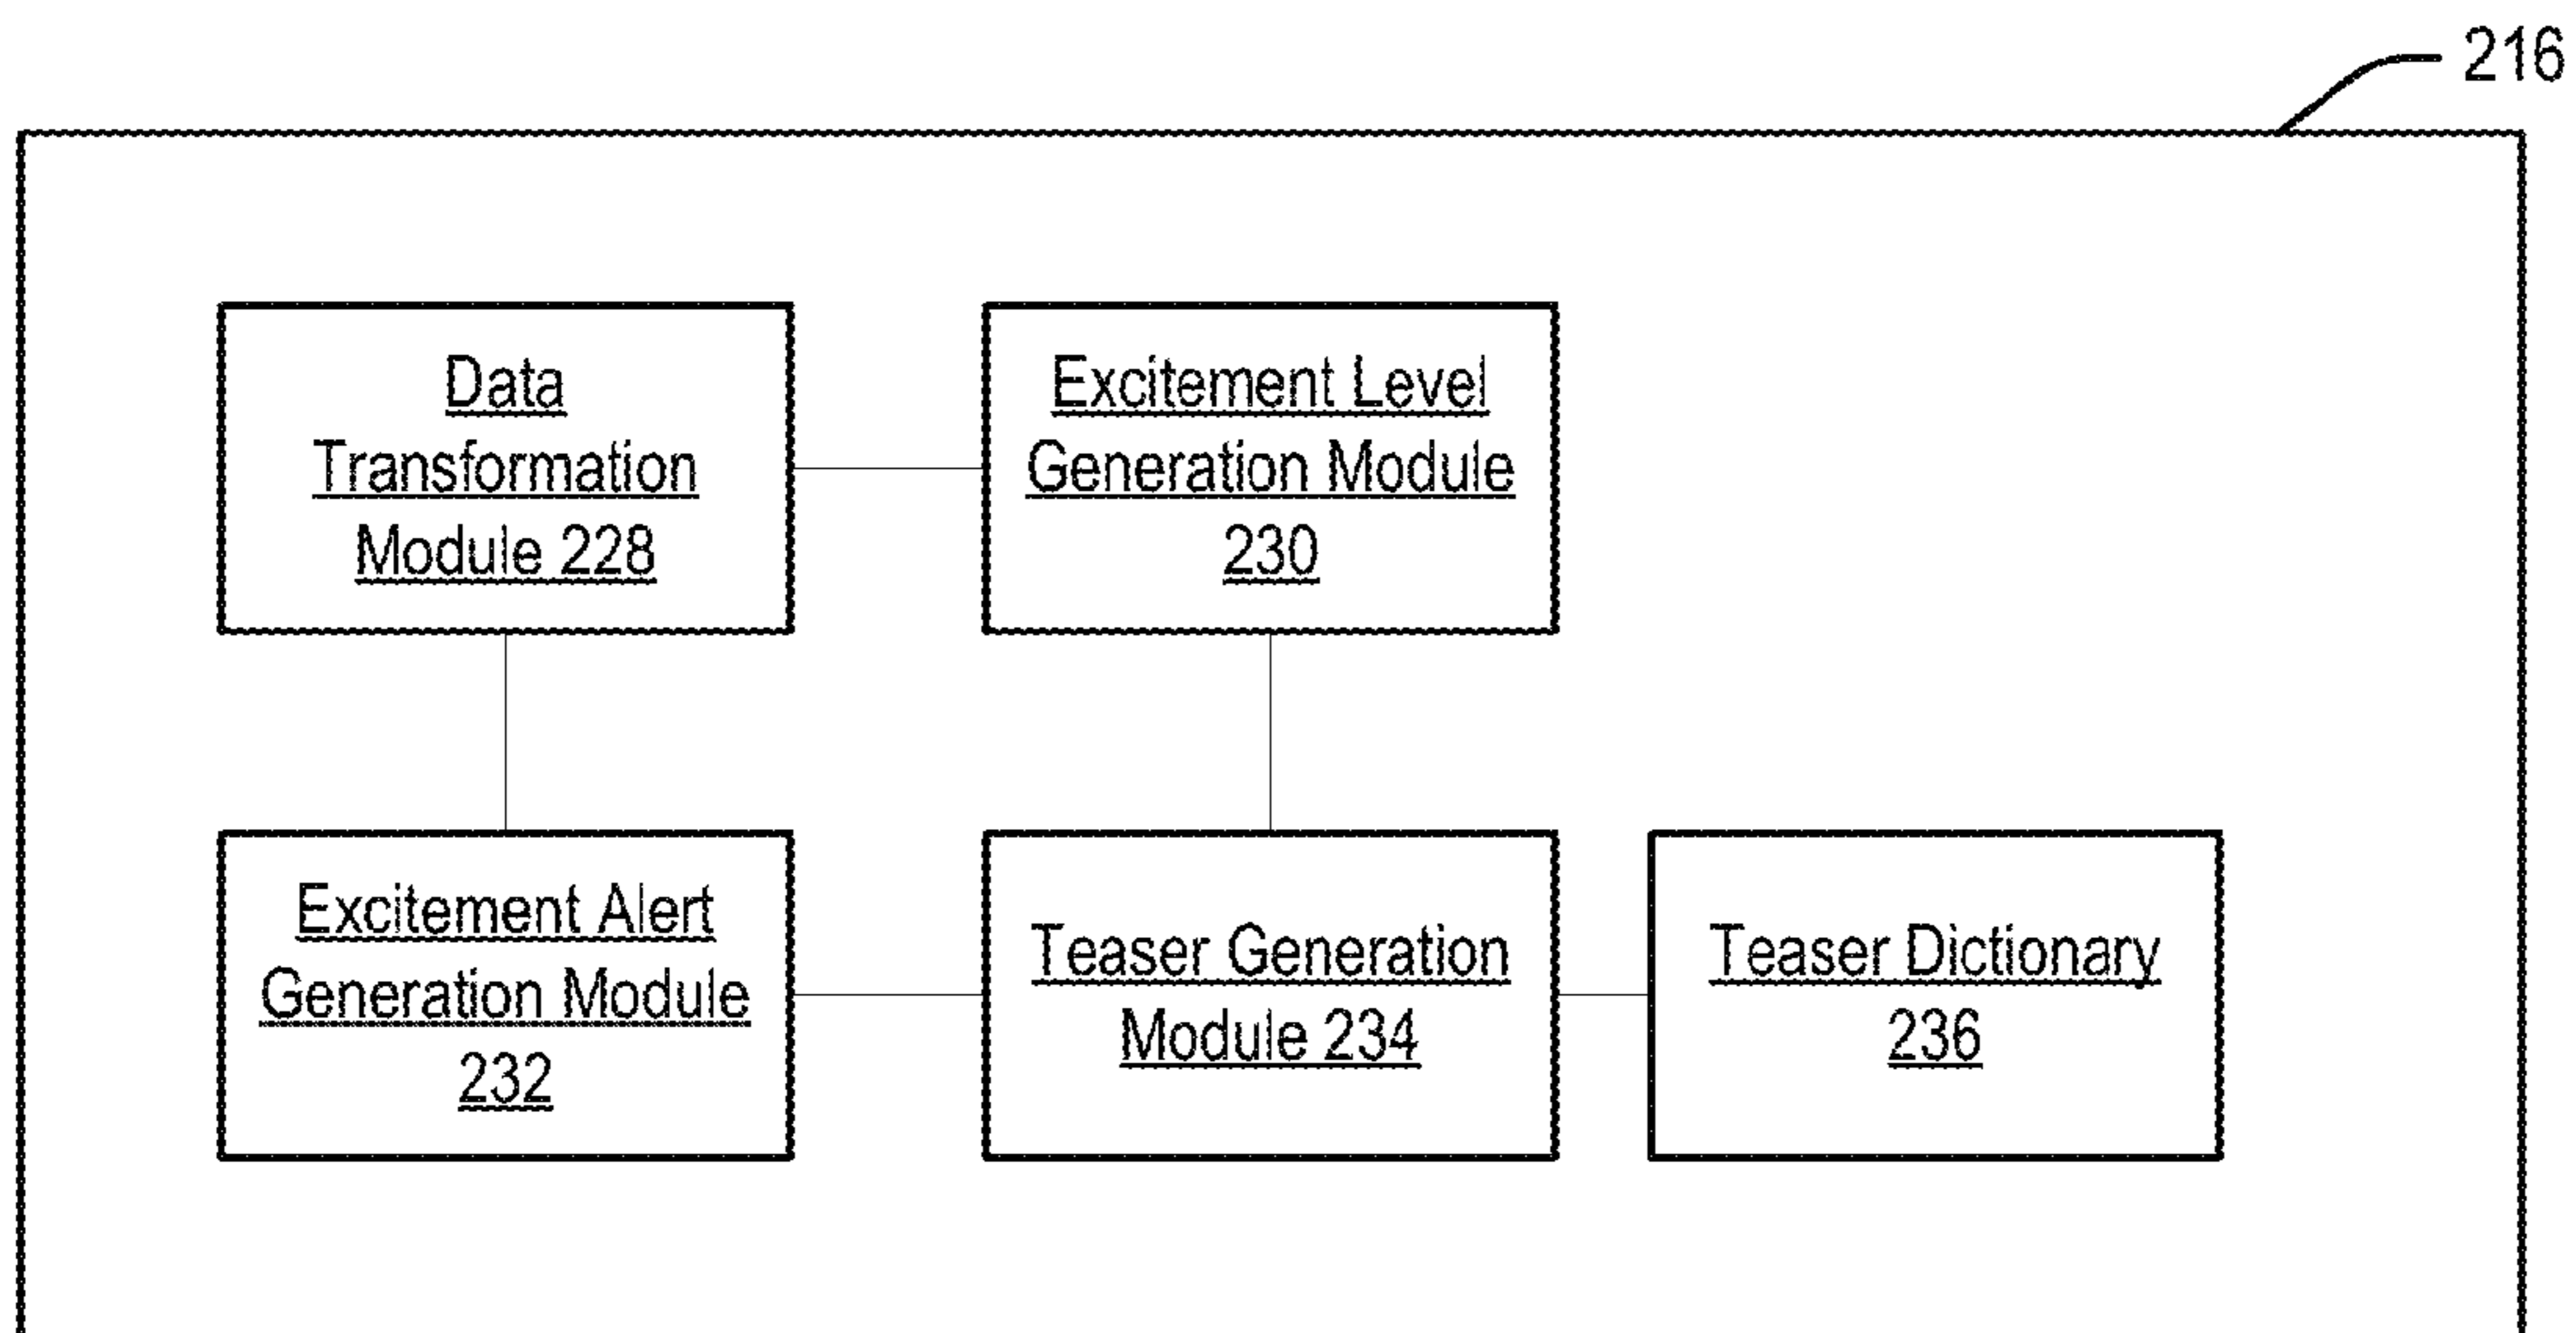 216
Data
Transformation
Module 228
Excitement Level
Generation Module
230
Excitement Alert
Generation Module
232
Teaser Generation
Module 234
Teaser Dictionary
236